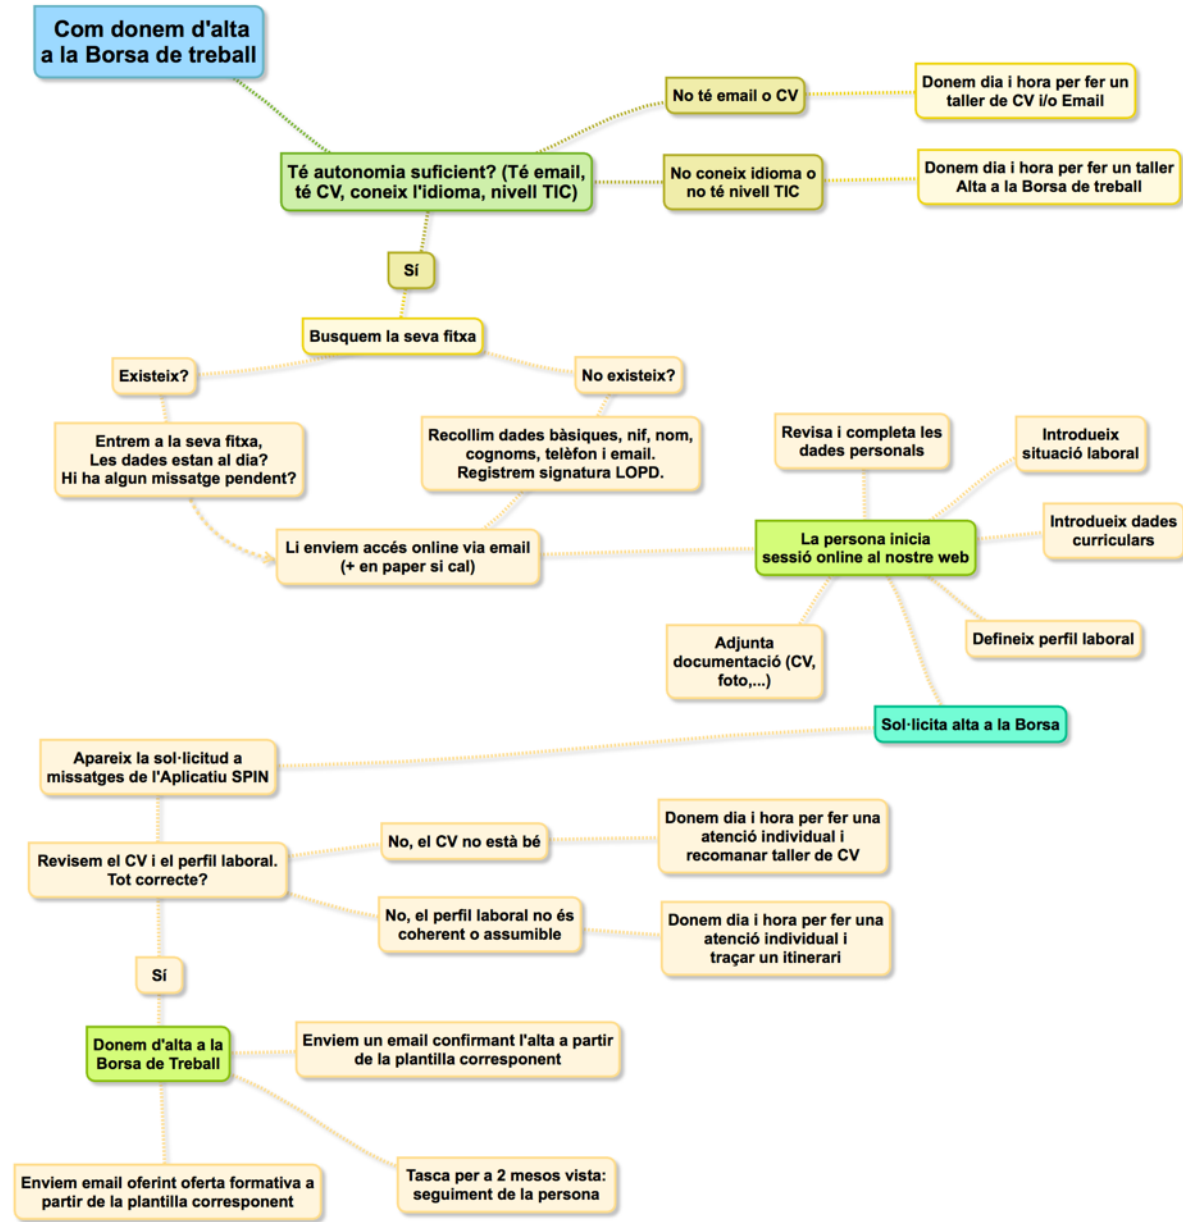 Com donem d'alta
a la Borsa de treball
No té email o CV
Donem dia i hora per fer un
taller de CV i/o Email
Té autonomia suficient? (Té email,
té CV, coneix l'idioma, nivell TIC)
No coneix idioma o
no té nivell TIC
Donem dia i hora per fer un taller
Alta a la Borsa de treball
Sí
Busquem la seva fitxa
Existeix?
No existeix?
Entrem a la seva fitxa,
Les dades estan al dia?
Hi ha algun missatge pendent?
Recollim dades bàsiques, nif, nom,
cognoms, telèfon i email.
Registrem signatura LOPD.
Revisa i completa les
dades personals
Introdueix
situació laboral
Li enviem accés online via email
(+ en paper si cal)
La persona inicia
sessió online al nostre web
Introdueix dades
curriculars
Adjunta
documentació (CV,
foto,...)
Defineix perfil laboral
Sol·licita alta a la Borsa
Apareix la sol·licitud a
missatges de l'Aplicatiu SPIN
Revisem el CV i el perfil laboral.
Tot correcte?
No, el CV no està bé
Donem dia i hora per fer una
atenció individual i
recomanar taller de CV
No, el perfil laboral no és
coherent o assumible
Donem dia i hora per fer una
atenció individual i
traçar un itinerari
Sí
Donem d'alta a la
Borsa de Treball
Enviem un email confirmant l'alta a partir
de la plantilla corresponent
Enviem email oferint oferta formativa a
partir de la plantilla corresponent
Tasca per a 2 mesos vista:
seguiment de la persona